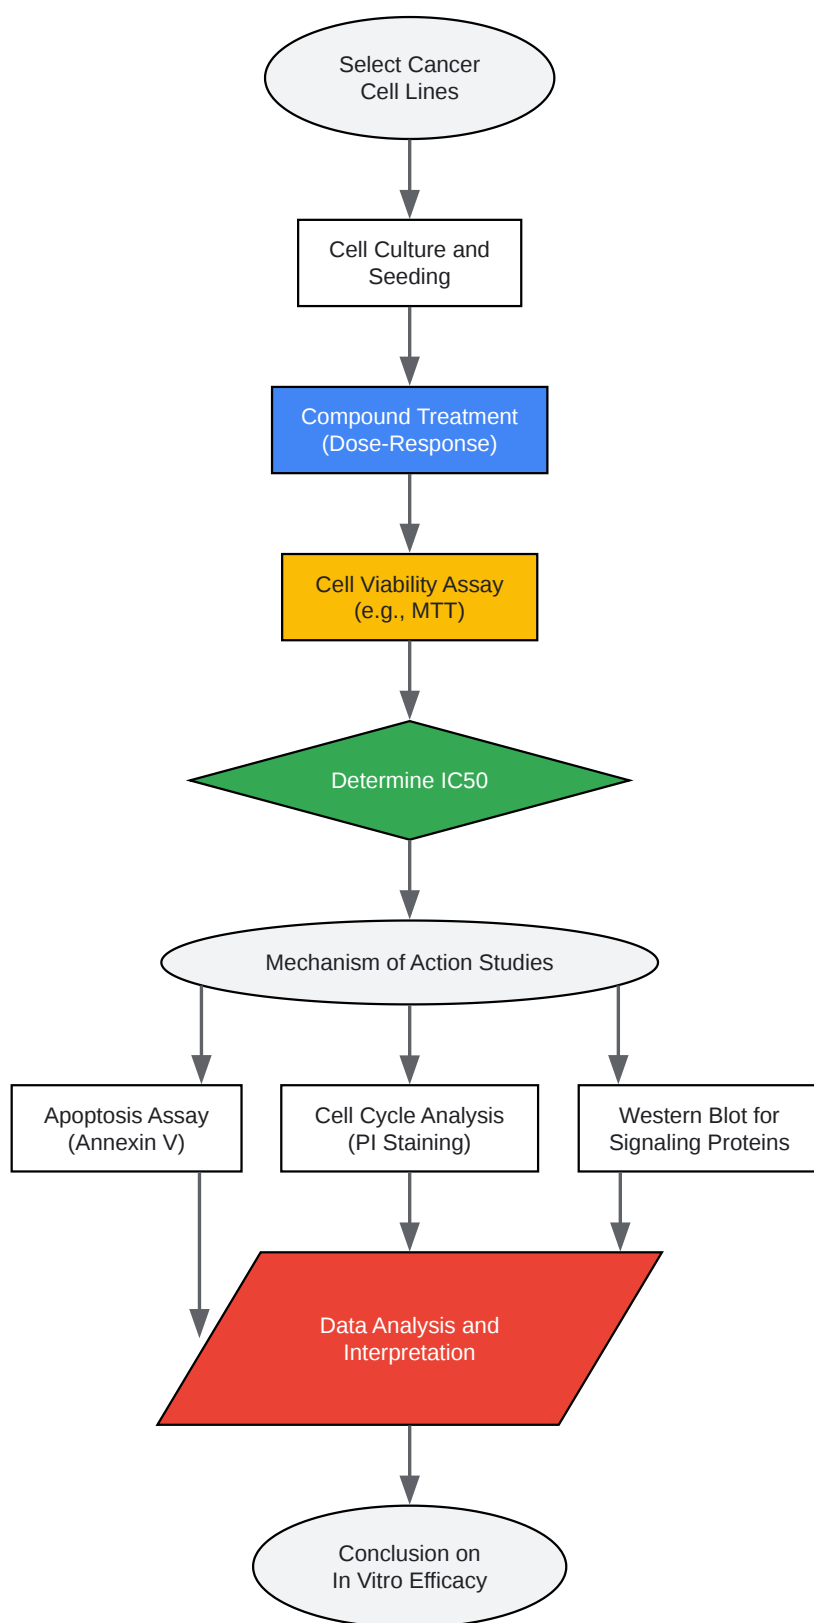 Select Cancer
Cell Lines
Cell Culture and
Seeding
Compound Treatment
(Dose-Response)
Cell Viability Assay
(e.g., MTT)
Determine IC50
Mechanism of Action Studies
Apoptosis Assay
(Annexin V)
Cell Cycle Analysis
(PI Staining)
Western Blot for
Signaling Proteins
Data Analysis and
Interpretation
Conclusion on
In Vitro Efficacy